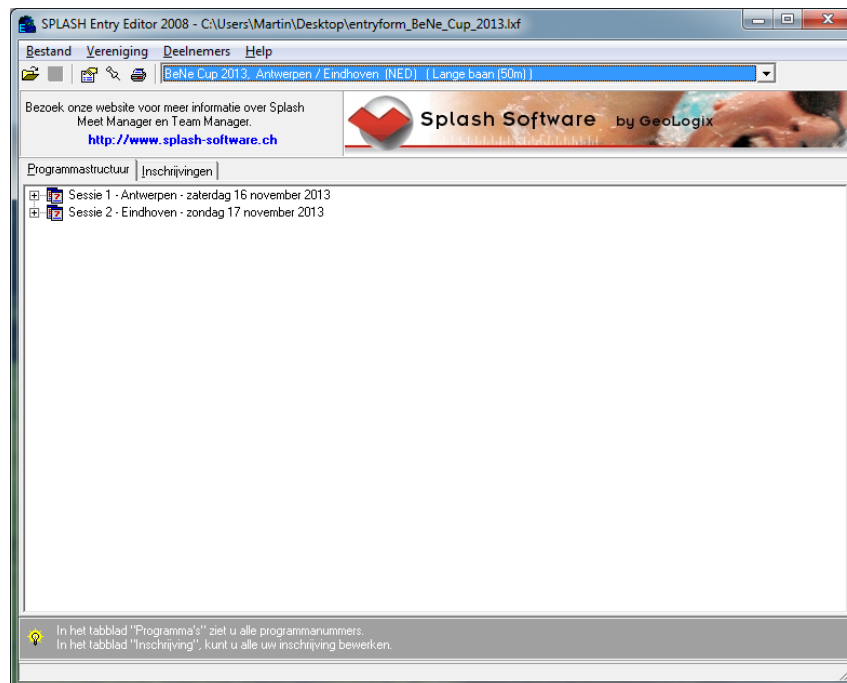 SPLASH Entry Editor 2008 - C:\Users\Martin\Desktop\entryform_BeNe_Cup_2013.lxf
Bestand Vereniging Deelnemers Help
BeNe Cup 2013, Antwerpen / Eindhoven (NED) ( Lange baan (50m) )
Bezoek onze website voor meer informatie over Splash
Meet Manager en Team Manager.
http://www.splash-software.ch
Splash Software by GeoLogix
Programmastructuur Inschrijvingen
Sessie 1 - Antwerpen - zaterdag 16 november 2013
Sessie 2 - Eindhoven - zondag 17 november 2013
In het tabblad "Programma's" ziet u alle programmanummers.
In het tabblad "Inschrijving", kunt u alle uw inschrijving bewerken.